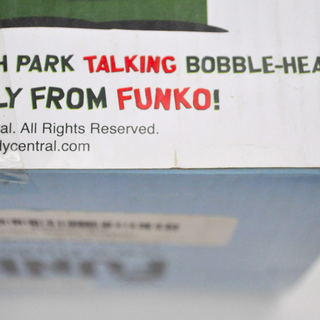 H PARK TALKING BOBBLE-HEA
LY FROM FUNKO!
al. All Rights Reserved.
dycentral.com